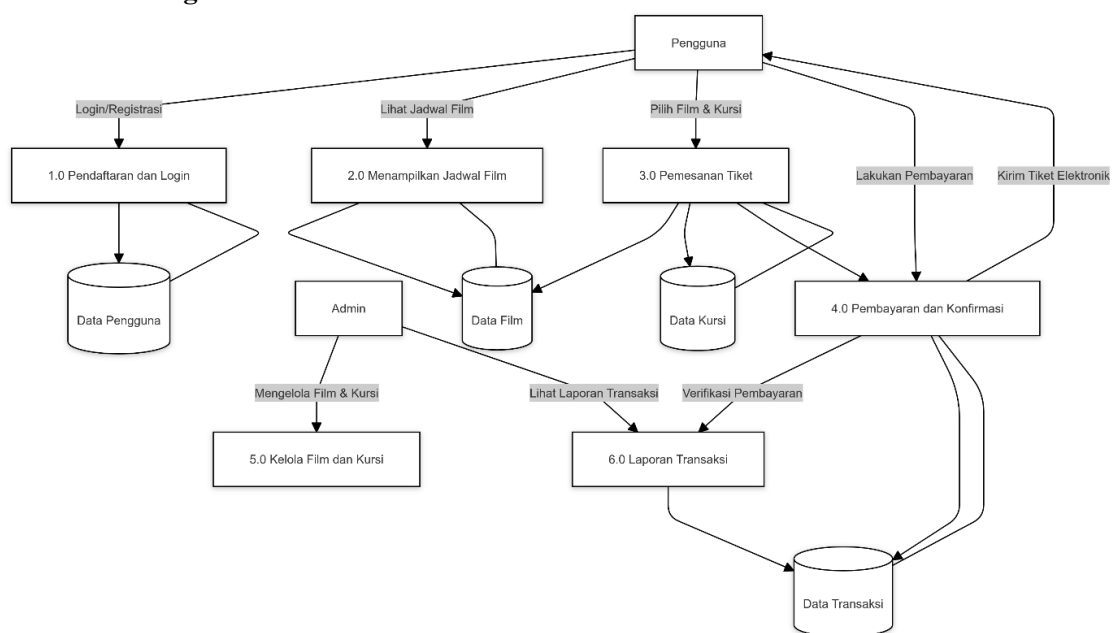 Pengguna
Login/Registrasi
Lihat Jadwal Film
Pilih Film & Kursi
1.0 Pendaftaran dan Login
2.0 Menampilkan Jadwal Film
3.0 Pemesanan Tiket
Lakukan Pembayaran
Kirim Tiket Elektronik
Data Pengguna
Admin
Data Film
Data Kursi
4.0 Pembayaran dan Konfirmasi
Mengelola Film & Kursi
Lihat Laporan Transaksi
Verifikasi Pembayaran
5.0 Kelola Film dan Kursi
6.0 Laporan Transaksi
Data Transaksi